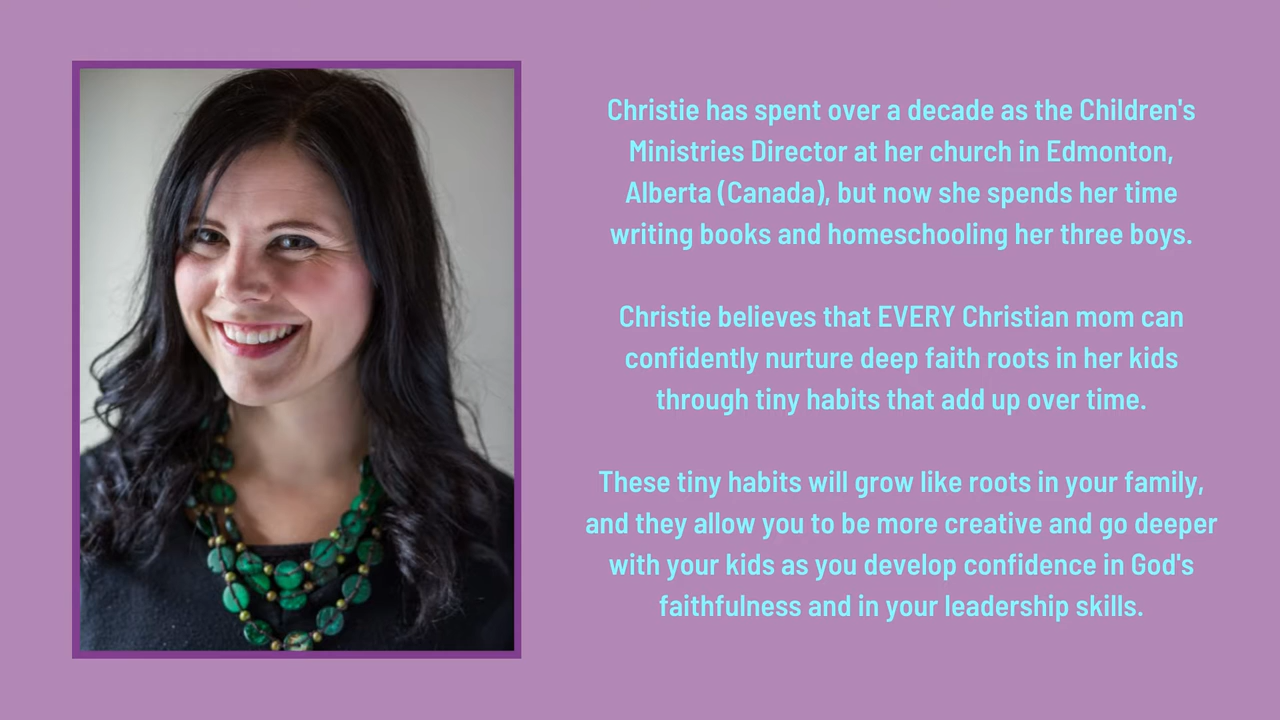 Christie has spent over a decade as the Children's
Ministries Director at her church in Edmonton,
Alberta (Canada), but now she spends her time
writing books and homeschooling her three boys.
Christie believes that EVERY Christian mom can
confidently nurture deep faith roots in her kids
through tiny habits that add up over time.
These tiny habits will grow like roots in your family,
and they allow you to be more creative and go deeper
with your kids as you develop confidence in God's
faithfulness and in your leadership skills.